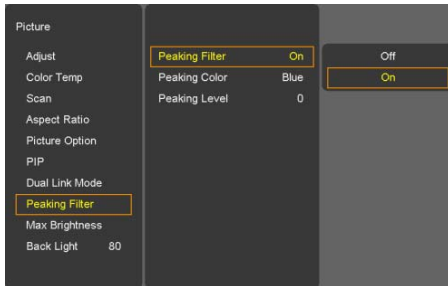 Picture
Adjust
Color Temp
Scan
Aspect Ratio
Picture Option
PIP
Dual Link Mode
Peaking Filter
Max Brightness
Back Light 80
Peaking Filter On
Peaking Color Blue
Peaking Level 0
Off
On